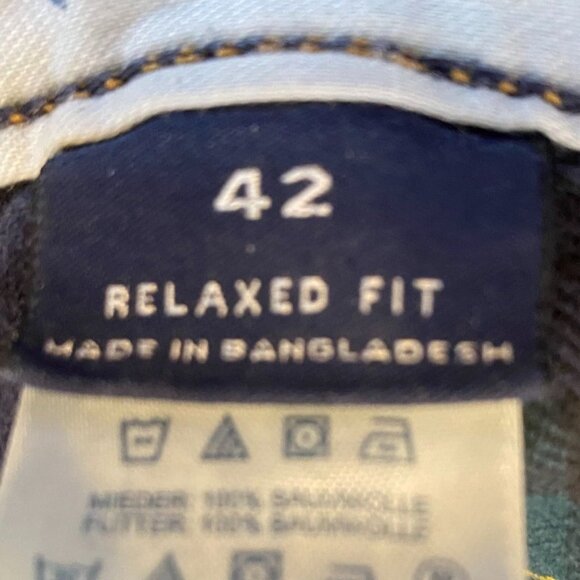 42
RELAXED FIT
MADE IN BANGLADESH
MIEDER: 100% BAUMWOLLE
FUTTER: 100% BAUMWOLLE